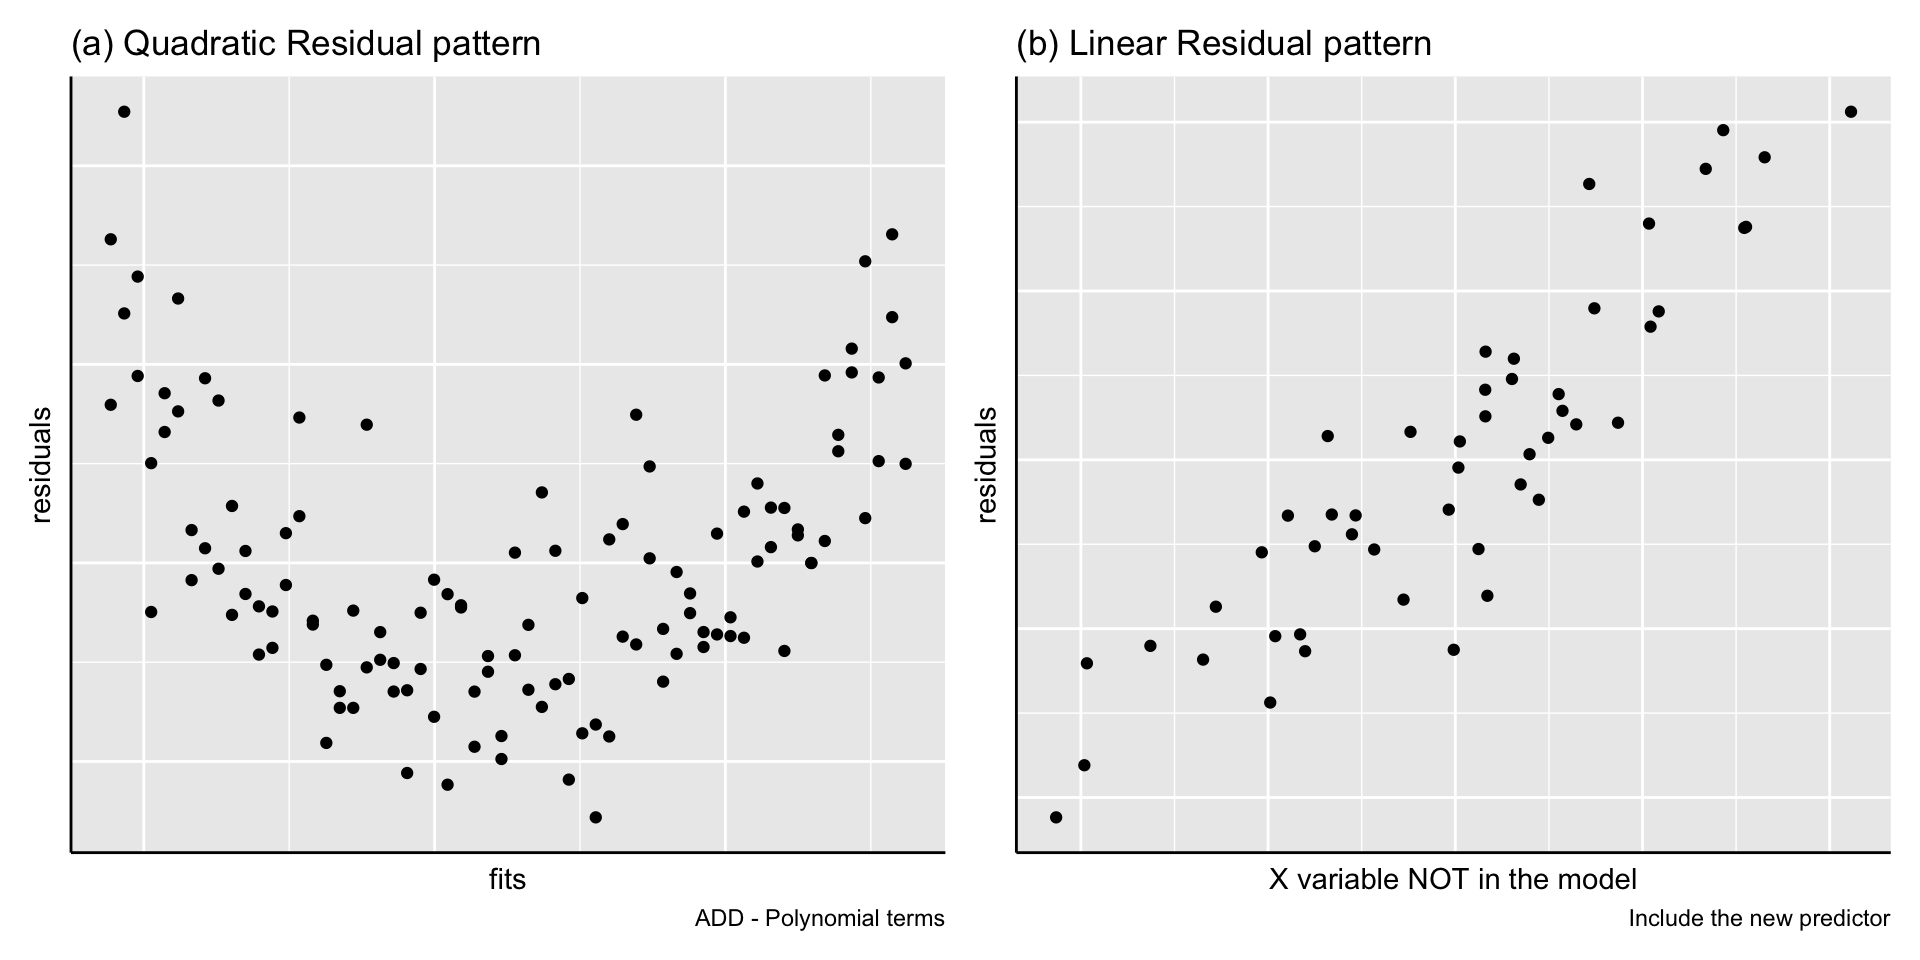 (a) Quadratic Residual pattern
residuals
fits
ADD - Polynomial terms
(b) Linear Residual pattern
residuals
X variable NOT in the model
Include the new predictor